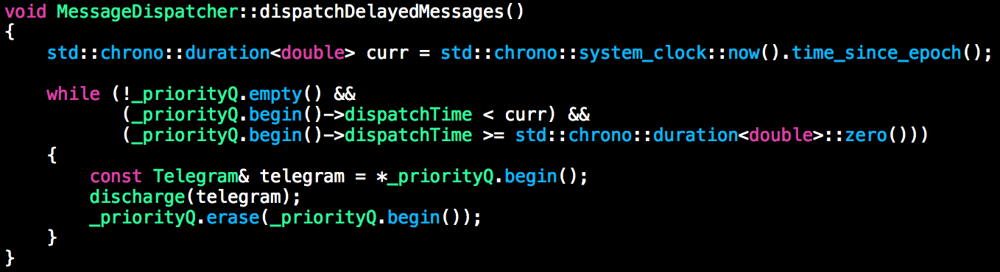 void MessageDispatcher::dispatchDelayedMessages()
{
    std::chrono::duration<double> curr = std::chrono::system_clock::now().time_since_epoch();

    while (!_priorityQ.empty() &&
           (_priorityQ.begin()->dispatchTime < curr) &&
           (_priorityQ.begin()->dispatchTime >= std::chrono::duration<double>::zero()))
    {
        const Telegram& telegram = *_priorityQ.begin();
        discharge(telegram);
        _priorityQ.erase(_priorityQ.begin());
    }
}